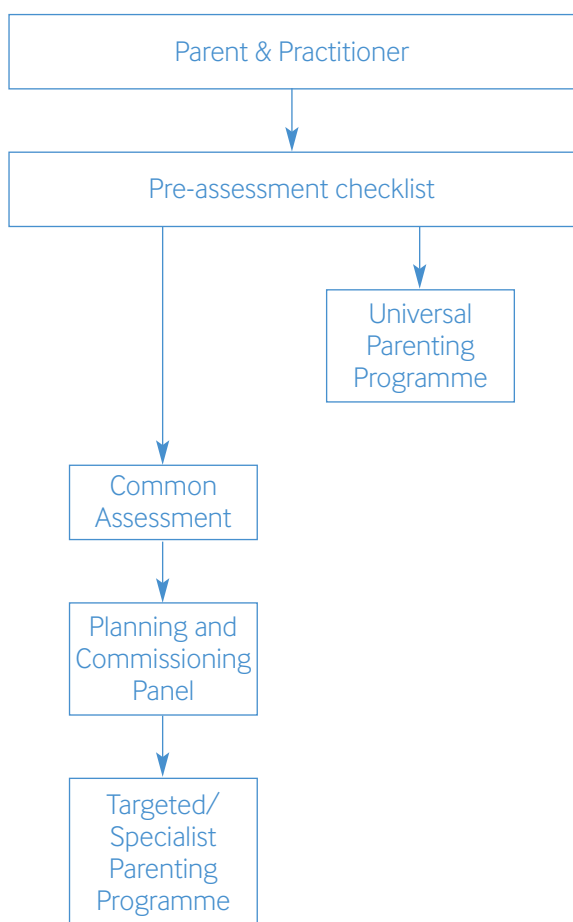 Parent & Practitioner
Pre-assessment checklist
Universal
Parenting
Programme
Common
Assessment
Planning and
Commissioning
Panel
Targeted/
Specialist
Parenting
Programme